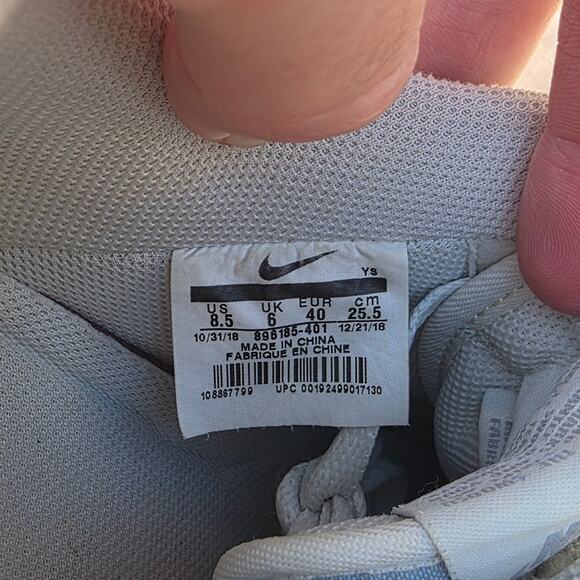 Ys
US UK EUR cm
8.5 6 40 25.5
10/31/18 896185-401 12/21/18
MADE IN CHINA
FABRIQUE EN CHINE
108867799 UPC 00192499017130